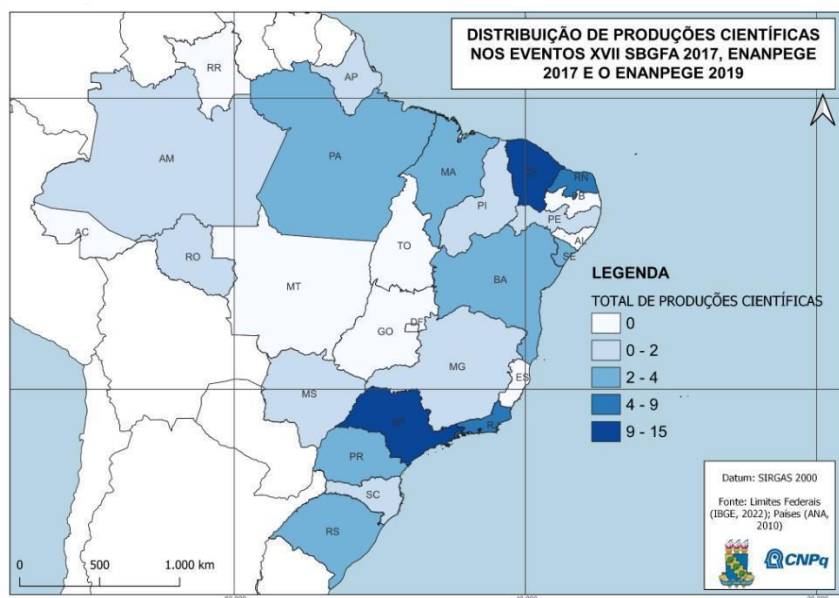 DISTRIBUIÇÃO DE PRODUÇÕES CIENTÍFICAS
NOS EVENTOS XVII SBGFA 2017, ENANPEGE
2017 E O ENANPEGE 2019
RR
AP
AM
PA
MA
CE
RN
PI
PB
PE
AC
AL
TO
SE
RO
BA
MT
DF
GO
MG
ES
MS
SP
RJ
PR
SC
RS
LEGENDA
TOTAL DE PRODUÇÕES CIENTÍFICAS
0
0 - 2
2 - 4
4 - 9
9 - 15
Datum: SIRGAS 2000
Fonte: Limites Federais
(IBGE, 2022); Países (ANA,
2010)
CNPq
0 500 1.000 km